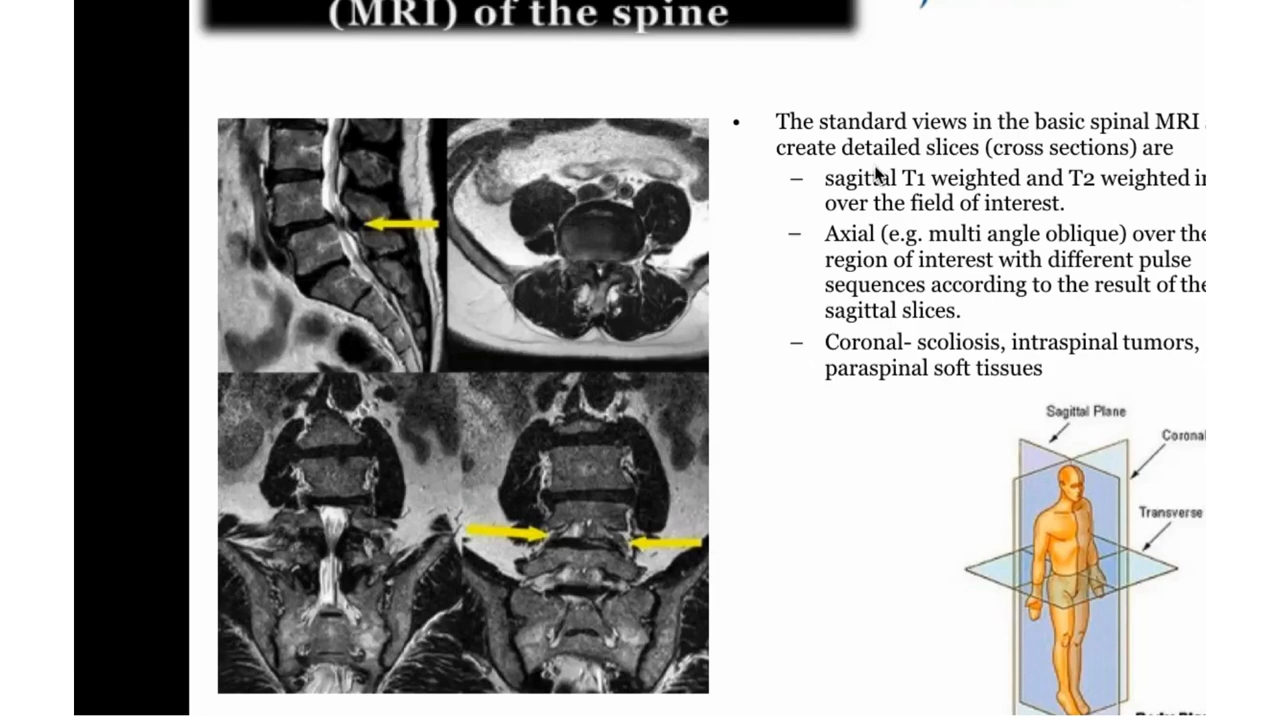 (MRI) of the spine
• The standard views in the basic spinal MRI
create detailed slices (cross sections) are
– sagittal T1 weighted and T2 weighted
over the field of interest.
– Axial (e.g. multi angle oblique) over the
region of interest with different pulse
sequences according to the result of the
sagittal slices.
– Coronal- scoliosis, intraspinal tumors,
paraspinal soft tissues
Sagittal Plane
Coronal
Transverse